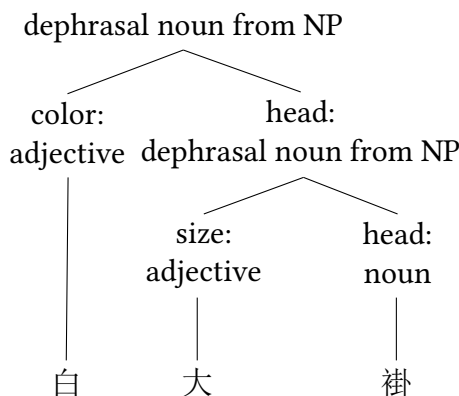 dephrasal noun from NP
color:
adjective
head:
dephrasal noun from NP
size:
adjective
head:
noun
白 大 褂